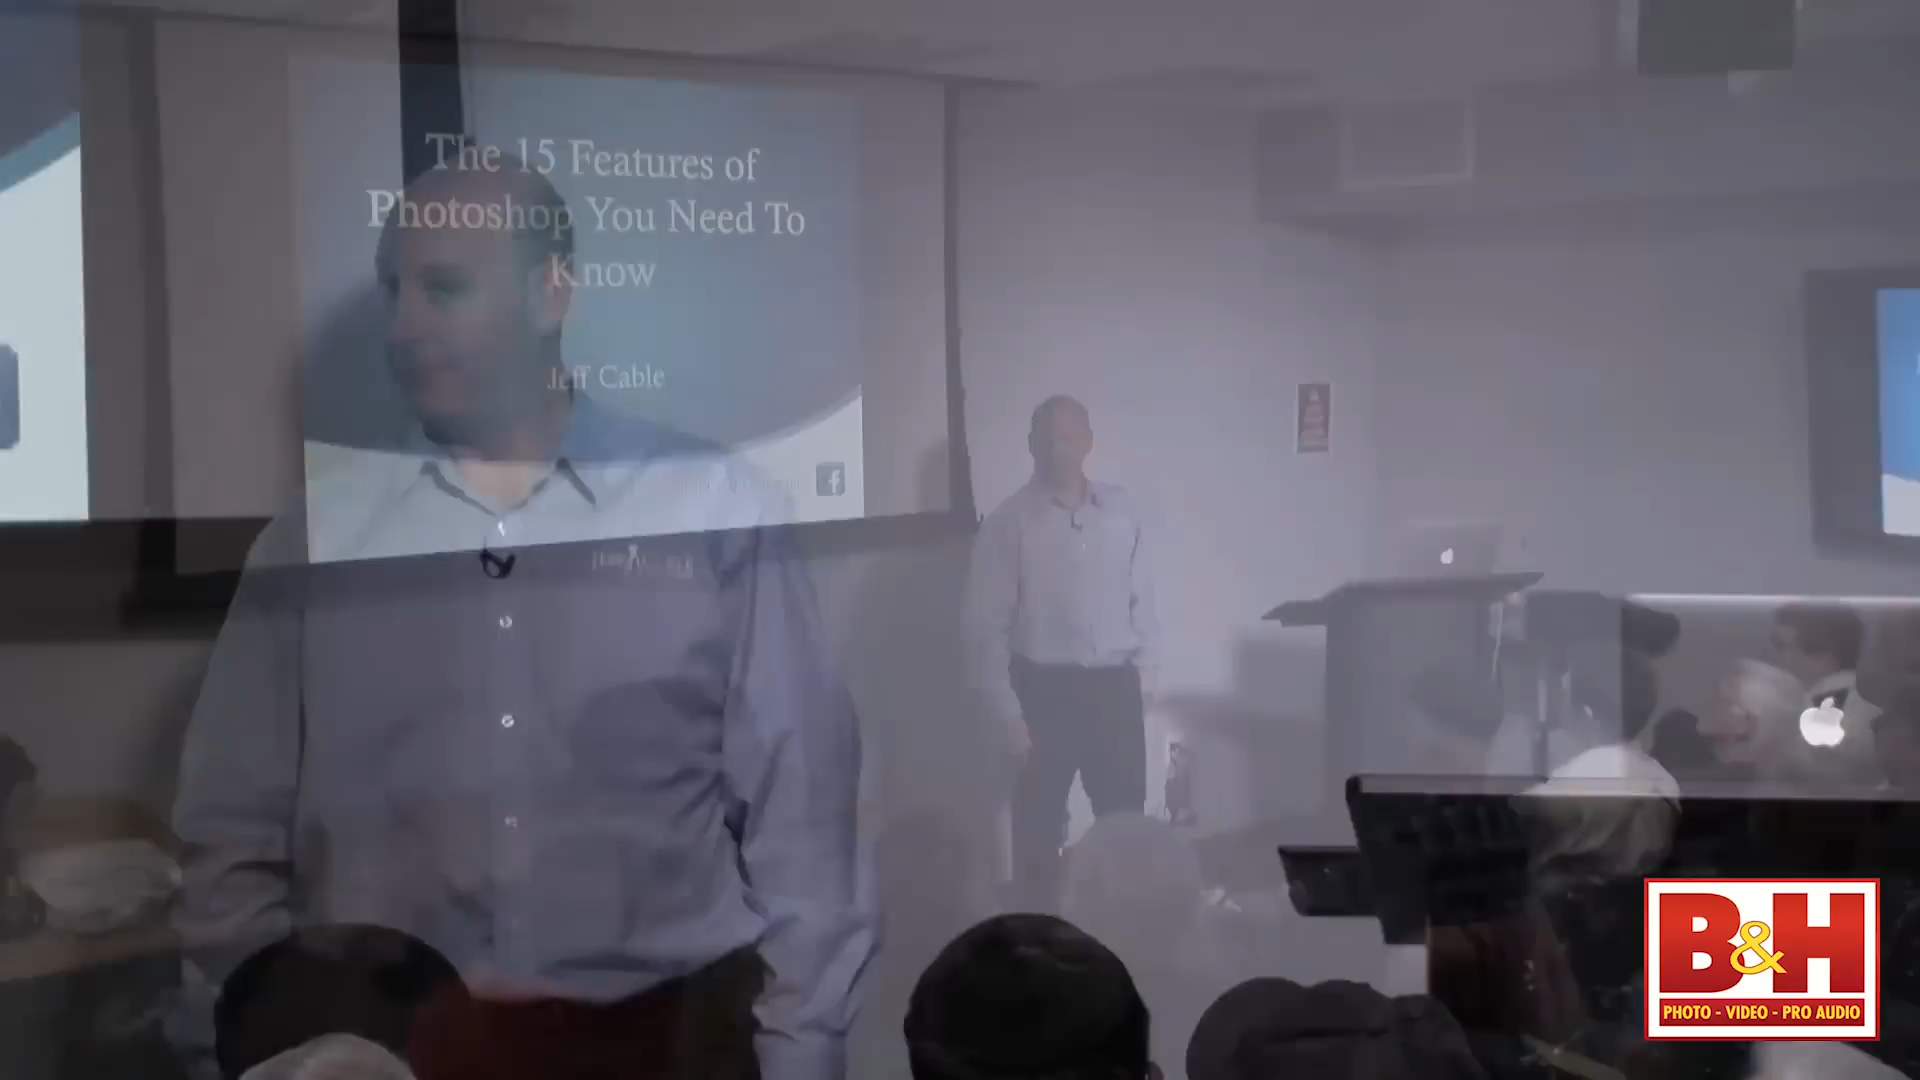 The 15 Features of
Photoshop You Need To
Know
Jeff Cable
f
B&H
PHOTO - VIDEO - PRO AUDIO